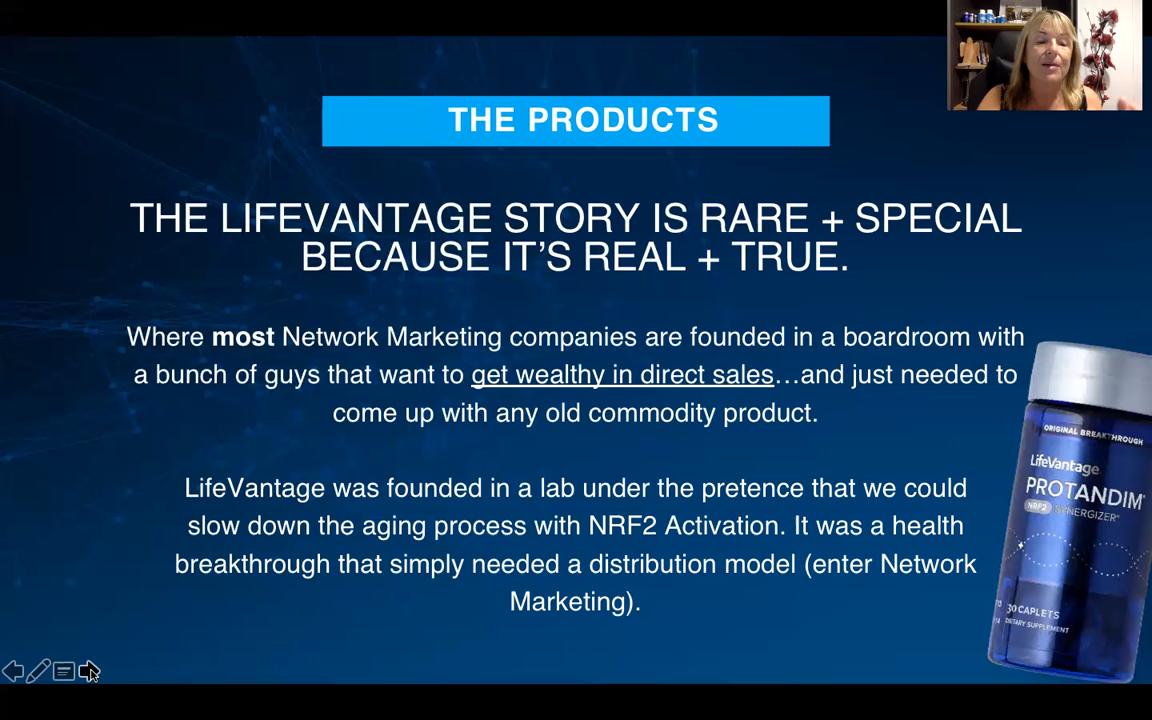 THE PRODUCTS
THE LIFEVANTAGE STORY IS RARE + SPECIAL
BECAUSE IT’S REAL + TRUE.
Where most Network Marketing companies are founded in a boardroom with
a bunch of guys that want to get wealthy in direct sales…and just needed to
come up with any old commodity product.
LifeVantage was founded in a lab under the pretence that we could
slow down the aging process with NRF2 Activation. It was a health
breakthrough that simply needed a distribution model (enter Network
Marketing).
ORIGINAL BREAKTHROUGH
LifeVantage
PROTANDIM®
NRF2 SYNERGIZER®
30 CAPLETS
DIETARY SUPPLEMENT